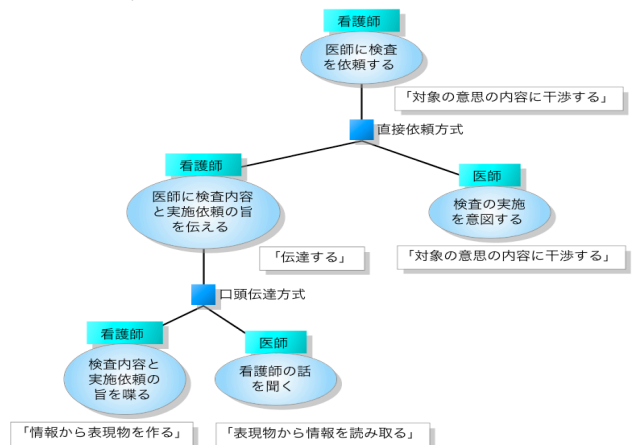 看護師
医師に検査
を依頼する
「対象の意思の内容に干渉する」
直接依頼方式
看護師
医師に検査内容
と実施依頼の旨
を伝える
医師
検査の実施
を意図する
「伝達する」
「対象の意思の内容に干渉する」
口頭伝達方式
看護師
検査内容と
実施依頼の
旨を喋る
医師
看護師の話
を聞く
「情報から表現物を作る」
「表現物から情報を読み取る」